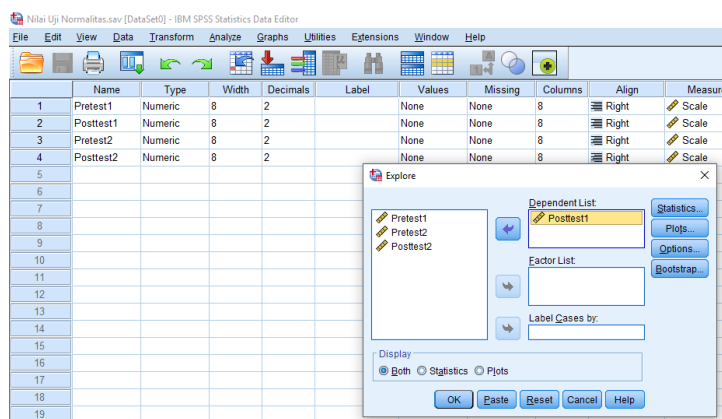 Nilai Uji Normalitas.sav [DataSet0] - IBM SPSS Statistics Data Editor
File Edit View Data Transform Analyze Graphs Utilities Extensions Window Help
Name Type Width Decimals Label Values Missing Columns Align Measure
1 Pretest1 Numeric 8 2 None None 8 Right Scale
2 Posttest1 Numeric 8 2 None None 8 Right Scale
3 Pretest2 Numeric 8 2 None None 8 Right Scale
4 Posttest2 Numeric 8 2 None None 8 Right Scale
5
6
7
8
9
10
11
12
13
14
15
16
17
18
19
Explore
Dependent List:
Pretest1
Pretest2
Posttest2
Posttest1
Statistics...
Plots...
Options...
Bootstrap...
Factor List:
Label Cases by:
Display
Both Statistics Plots
OK Paste Reset Cancel Help